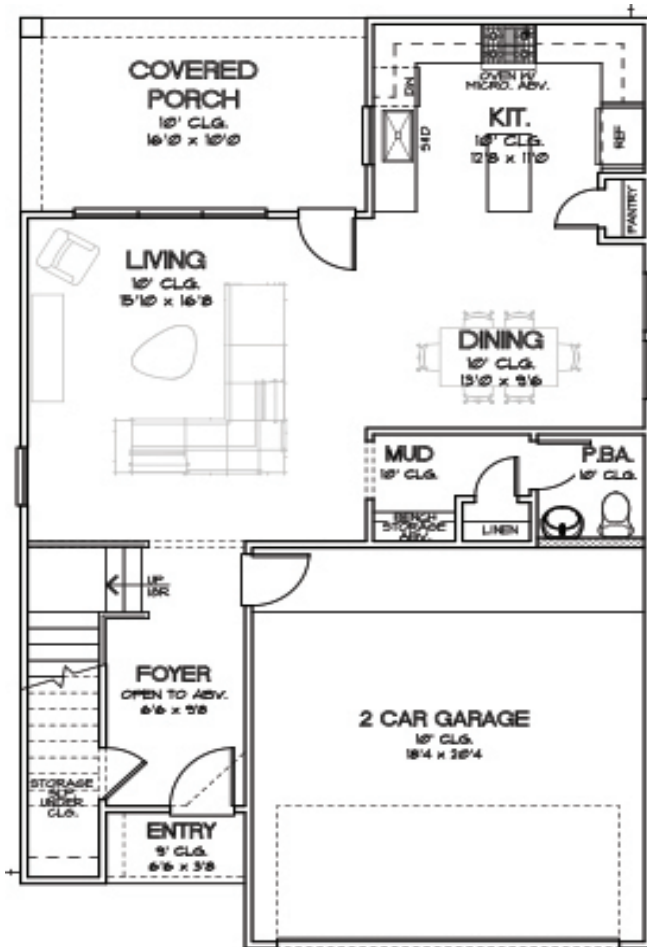 COVERED
PORCH
10' CLG.
16'0 x 10'0
OVEN W/
MICRO. ABV.
DW
KIT.
10' CLG.
12'8 x 11'0
REF
PANTRY
LIVING
10' CLG.
15'10 x 16'8
DINING
10' CLG.
13'0 x 9'6
MUD
10' CLG.
P.BA.
10' CLG.
BENCH
STORAGE
ABV.
LINEN
UP
18R
FOYER
OPEN TO ABV.
6'6 x 9'8
2 CAR GARAGE
10' CLG.
18'4 x 20'4
STORAGE
SLP.
UNDER
CLG.
ENTRY
9' CLG.
6'6 x 3'8